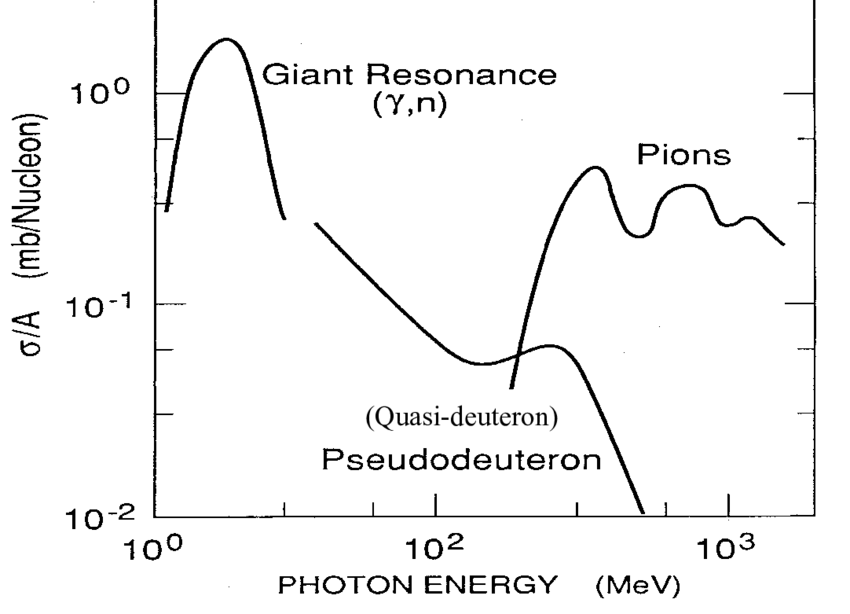 10⁰
Giant Resonance
(γ,n)
Pions
σ/A (mb/Nucleon)
10⁻¹
(Quasi-deuteron)
Pseudodeuteron
10⁻²
10⁰ 10² 10³
PHOTON ENERGY (MeV)